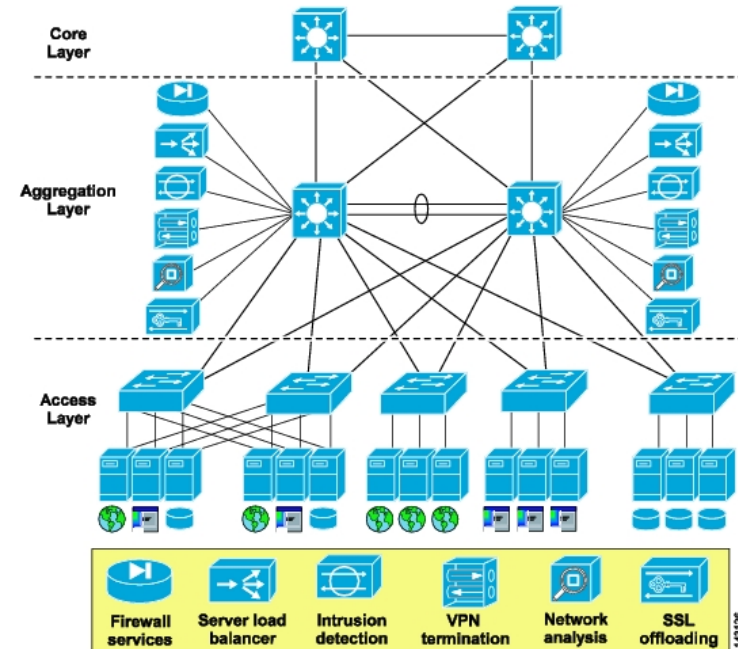 Core
Layer
Aggregation
Layer
Access
Layer
Firewall
services
Server load
balancer
Intrusion
detection
VPN
termination
Network
analysis
SSL
offloading